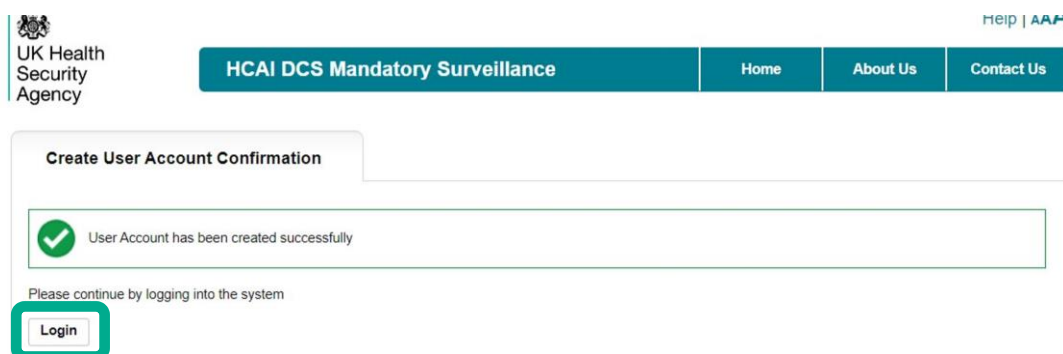 Help | AAA
UK Health
Security
Agency
HCAI DCS Mandatory Surveillance
Home
About Us
Contact Us
Create User Account Confirmation
User Account has been created successfully
Please continue by logging into the system
Login